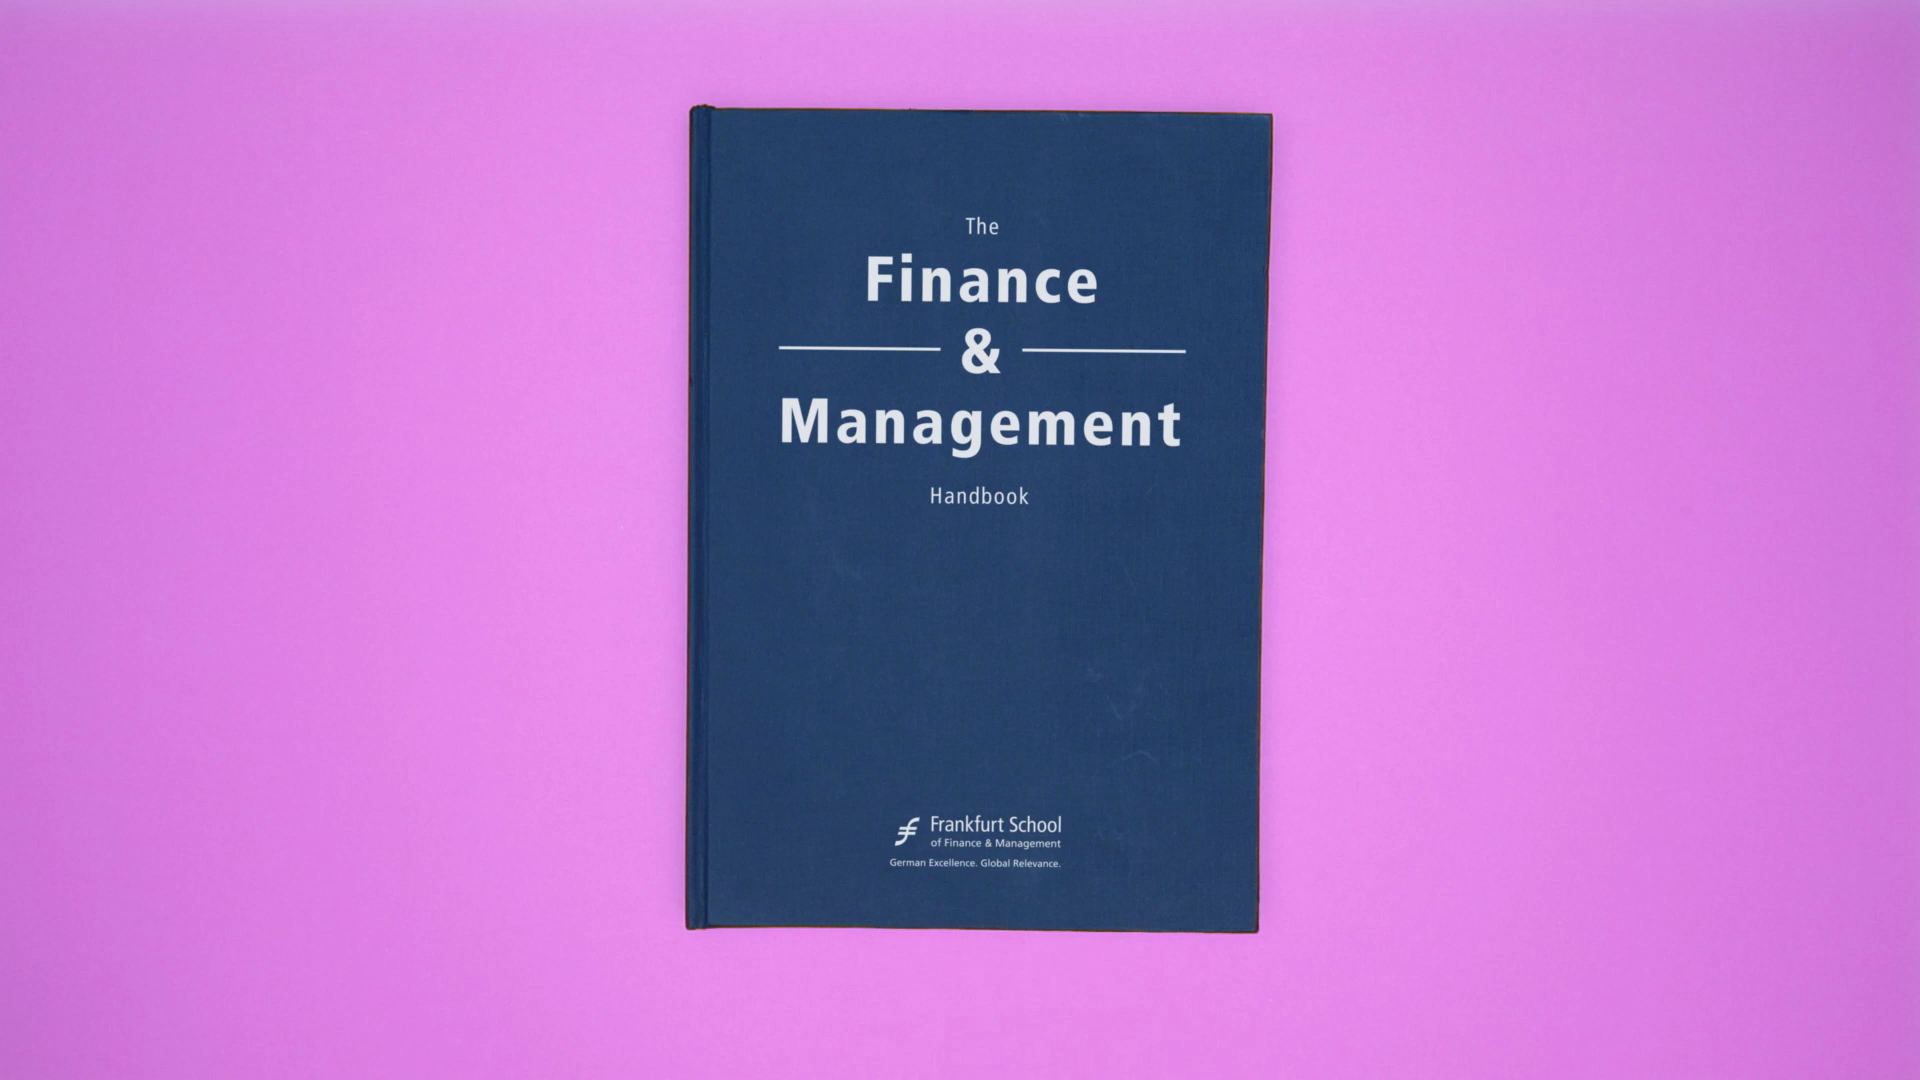 The
Finance
&
Management
Handbook
Frankfurt School
of Finance & Management
German Excellence. Global Relevance.